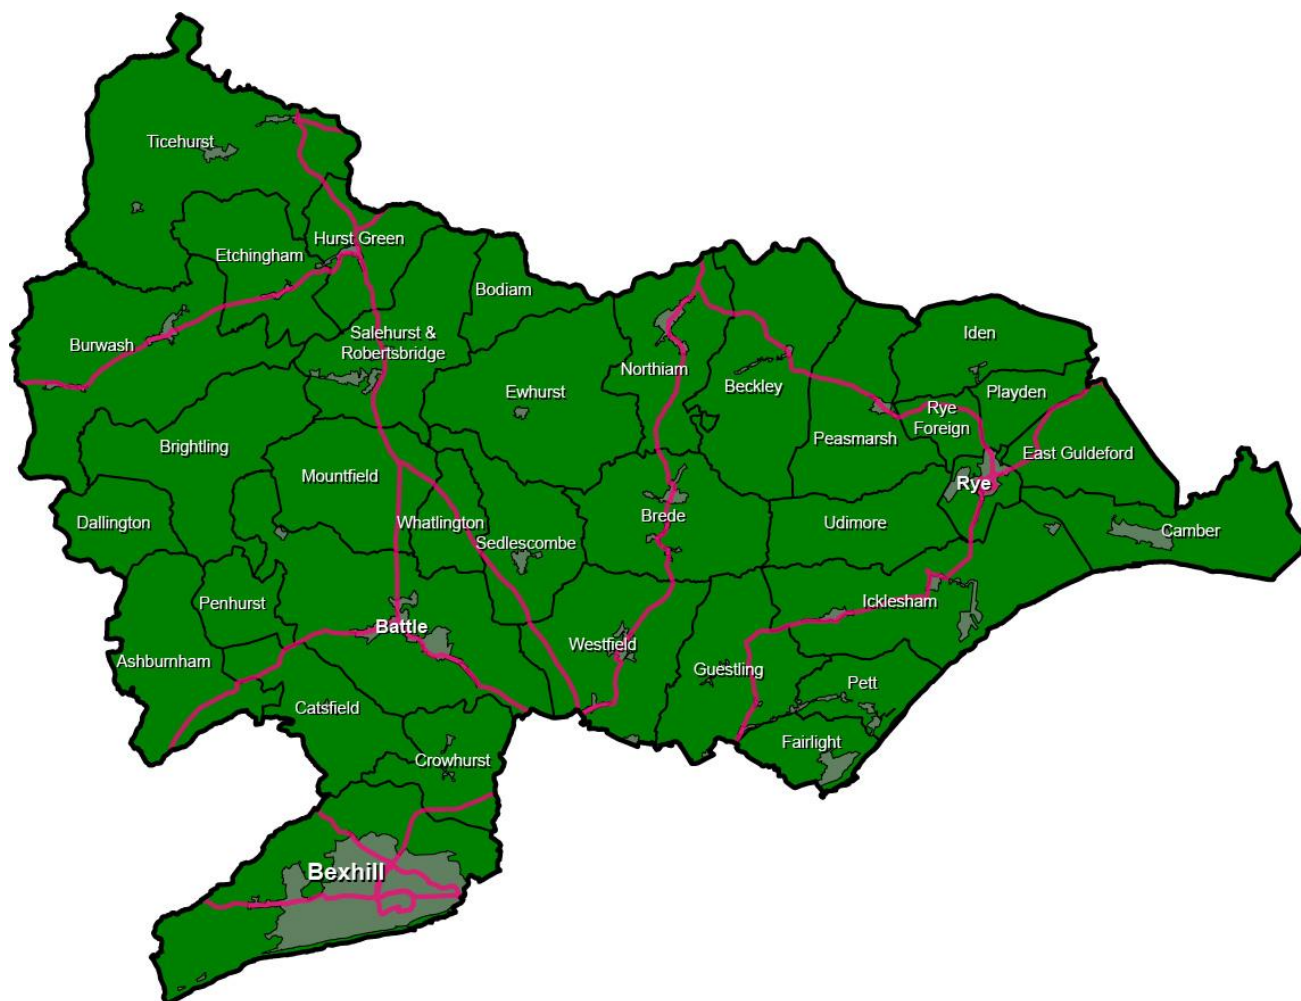 Ticehurst
Hurst Green
Etchingham
Bodiam
Salehurst &
Robertsbridge
Burwash
Iden
Northiam
Beckley
Playden
Ewhurst
Rye
Foreign
Peasmarsh
Brightling
East Guldeford
Mountfield
Rye
Brede
Dallington
Whatlington
Udimore
Camber
Sedlescombe
Penhurst
Icklesham
Battle
Westfield
Ashburnham
Guestling
Pett
Catsfield
Fairlight
Crowhurst
Bexhill